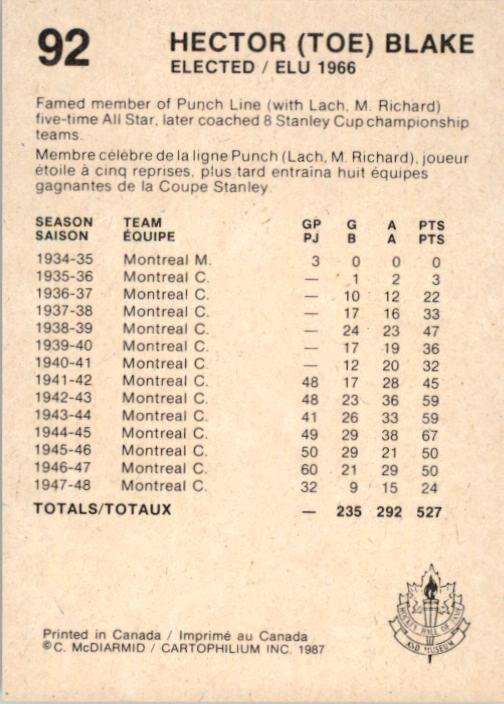 92
HECTOR (TOE) BLAKE
ELECTED / ELU 1966
Famed member of Punch Line (with Lach, M. Richard)
five-time All Star, later coached 8 Stanley Cup championship
teams.
Membre célèbre de la ligne Punch (Lach, M. Richard), joueur
étoile à cinq reprises, plus tard entraîna huit équipes
gagnantes de la Coupe Stanley.
SEASON TEAM GP G A PTS
SAISON ÉQUIPE PJ B A PTS
1934-35 Montreal M. 3 0 0 0
1935-36 Montreal C. — 1 2 3
1936-37 Montreal C. — 10 12 22
1937-38 Montreal C. — 17 16 33
1938-39 Montreal C. — 24 23 47
1939-40 Montreal C. — 17 19 36
1940-41 Montreal C. — 12 20 32
1941-42 Montreal C. 48 17 28 45
1942-43 Montreal C. 48 23 36 59
1943-44 Montreal C. 41 26 33 59
1944-45 Montreal C. 49 29 38 67
1945-46 Montreal C. 50 29 21 50
1946-47 Montreal C. 60 21 29 50
1947-48 Montreal C. 32 9 15 24
TOTALS/TOTAUX — 235 292 527
HOCKEY HALL OF FAME
AND MUSEUM
Printed in Canada / Imprimé au Canada
©C. McDIARMID / CARTOPHILIUM INC. 1987